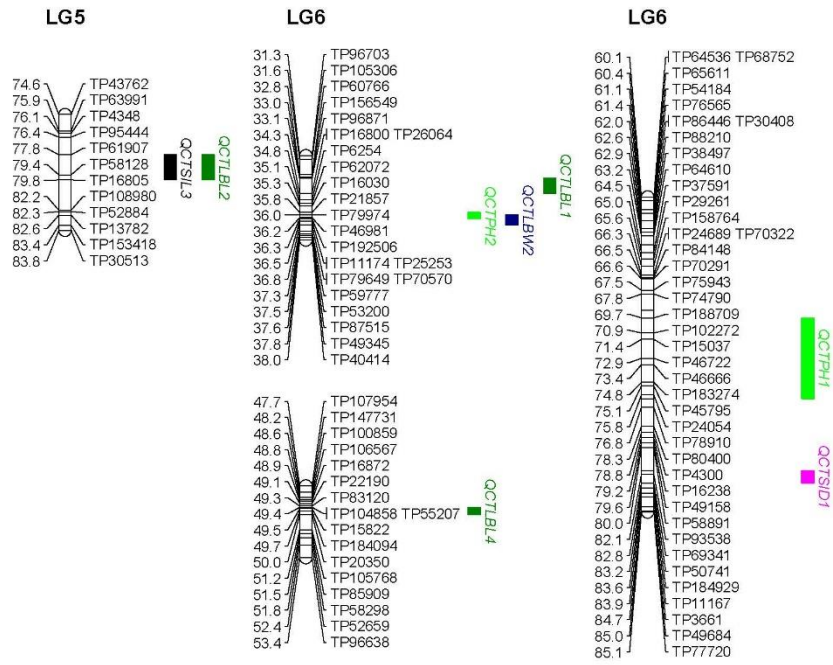 LG5
74.6 TP43762
75.9 TP63991
76.1 TP4348
76.4 TP95444
77.8 TP61907
79.4 TP58128
79.8 TP16805
82.2 TP108980
82.3 TP52884
82.6 TP13782
83.4 TP153418
83.8 TP30513
QCTSIL3
QCTLBL2
LG6
31.3 TP96703
31.6 TP105306
32.8 TP60766
33.0 TP156549
33.1 TP96871
34.3 TP16800 TP26064
34.8 TP6254
35.1 TP62072
35.3 TP16030
35.8 TP21857
36.0 TP79974
36.2 TP46981
36.3 TP192506
36.5 TP11174 TP25253
36.8 TP79649 TP70570
37.3 TP59777
37.5 TP53200
37.6 TP87515
37.8 TP49345
38.0 TP40414
QCTPH2
QCTLBW2
QCTLBL1
47.7 TP107954
48.2 TP147731
48.6 TP100859
48.8 TP106567
48.9 TP16872
49.1 TP22190
49.3 TP83120
49.4 TP104858 TP55207
49.5 TP15822
49.7 TP184094
50.0 TP20350
51.2 TP105768
51.5 TP85909
51.8 TP58298
52.4 TP52659
53.4 TP96638
QCTLBL4
LG6
60.1 TP64536 TP68752
60.4 TP65611
61.1 TP54184
61.4 TP76565
62.0 TP86446 TP30408
62.6 TP88210
62.9 TP38497
63.2 TP64610
64.5 TP37591
65.0 TP29261
65.6 TP158764
66.3 TP24689 TP70322
66.5 TP84148
66.6 TP70291
67.5 TP75943
67.8 TP74790
69.7 TP188709
70.9 TP102272
71.4 TP15037
72.9 TP46722
73.4 TP46666
74.8 TP183274
75.1 TP45795
75.8 TP24054
76.8 TP78910
78.3 TP80400
78.8 TP4300
79.2 TP16238
79.6 TP49158
80.0 TP58891
82.1 TP93538
82.8 TP69341
83.2 TP50741
83.6 TP184929
83.9 TP11167
84.7 TP3661
85.0 TP49684
85.1 TP77720
QCTPH1
QCTSID1